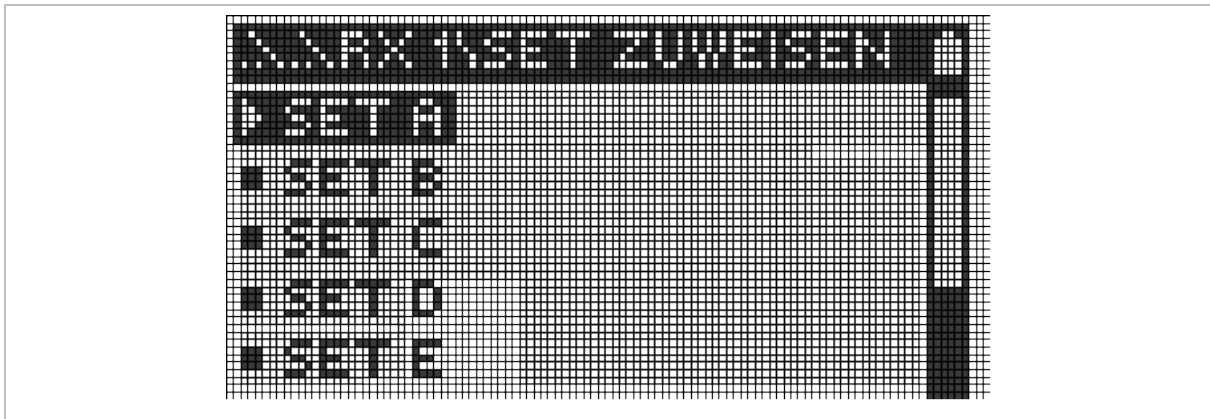 ..\..\RX 1\SET ZUWEISEN
SET A
SET B
SET C
SET D
SET E